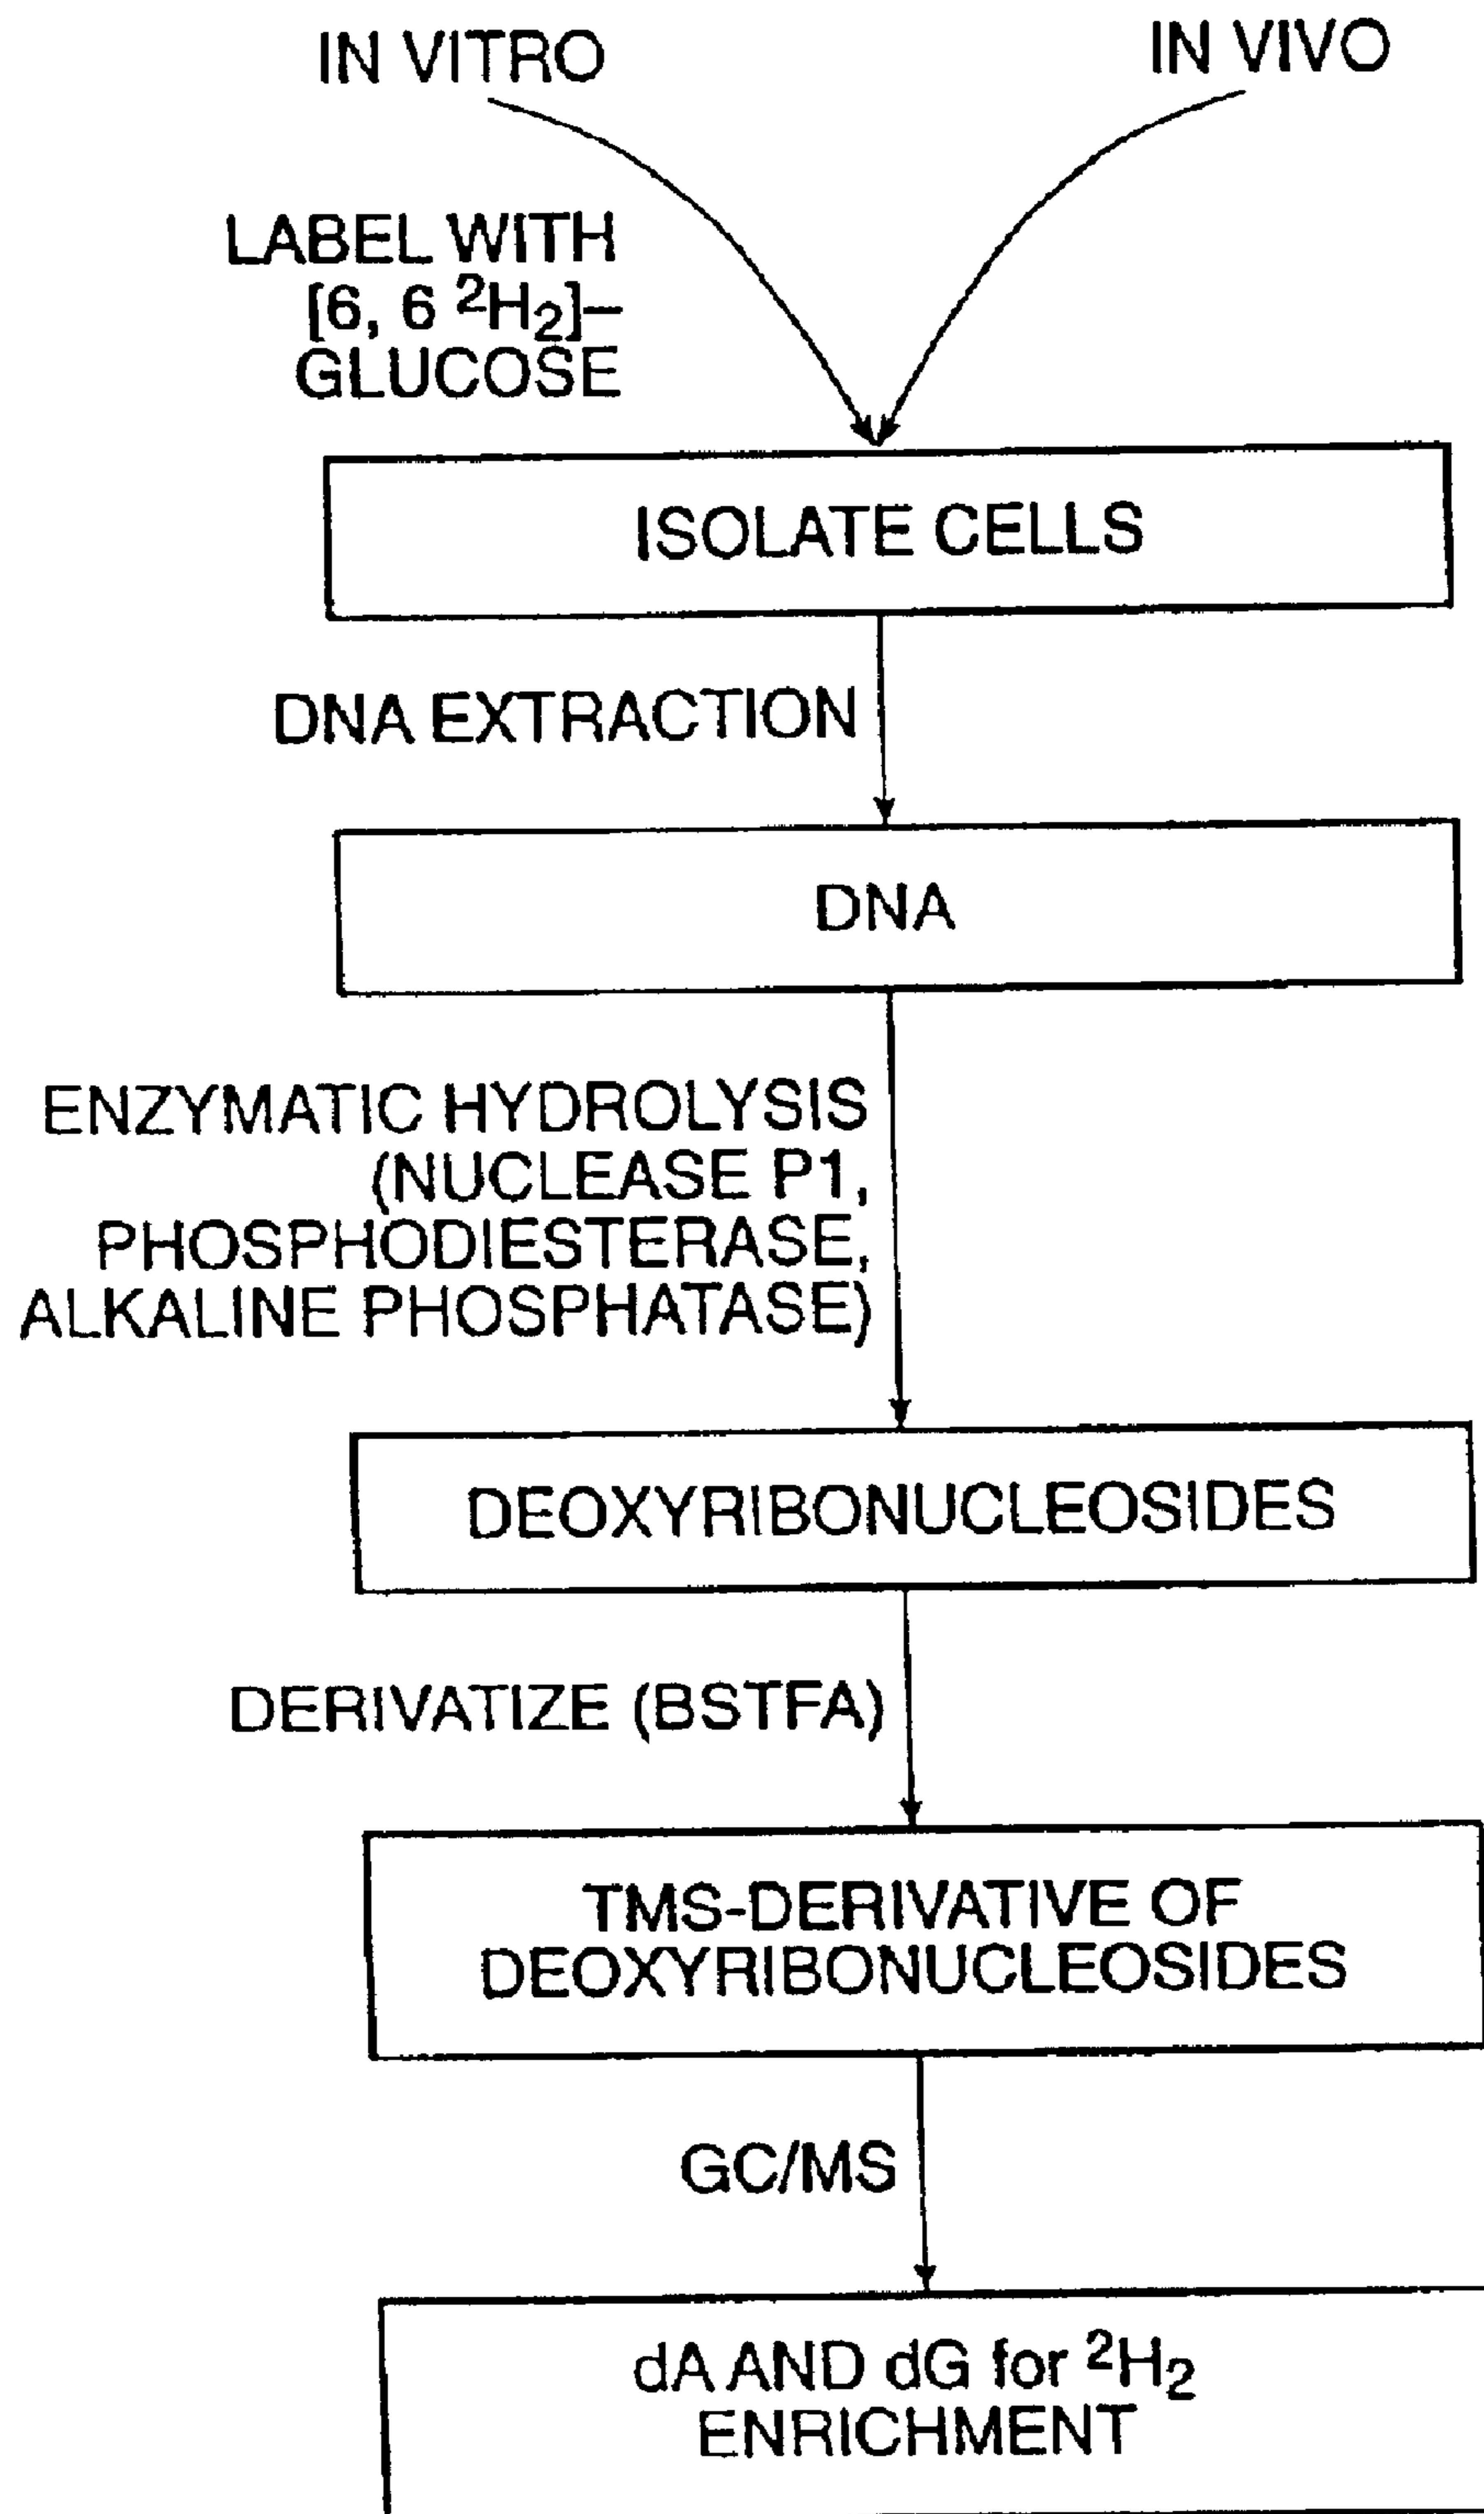 IN VITRO
IN VIVO
LABEL WITH
[6, 6 ²H₂]–
GLUCOSE
ISOLATE CELLS
DNA EXTRACTION
DNA
ENZYMATIC HYDROLYSIS
(NUCLEASE P1,
PHOSPHODIESTERASE,
ALKALINE PHOSPHATASE)
DEOXYRIBONUCLEOSIDES
DERIVATIZE (BSTFA)
TMS-DERIVATIVE OF
DEOXYRIBONUCLEOSIDES
GC/MS
dA AND dG for ²H₂
ENRICHMENT